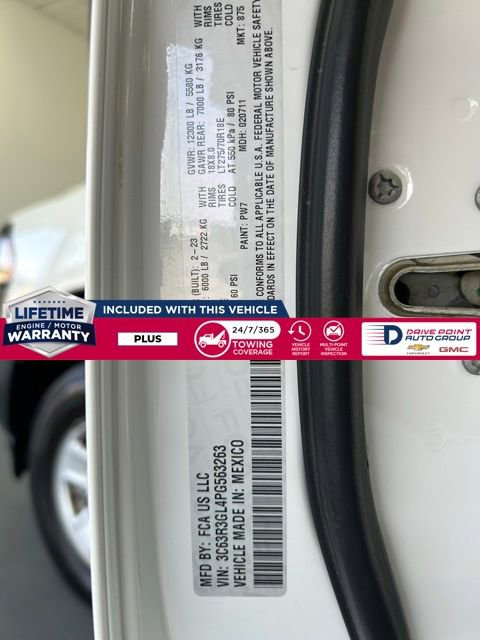 MFD BY: FCA US LLC
VIN: 3C63R3GL4PG563263
VEHICLE MADE IN: MEXICO
(BUILT): 2-23
6000 LB / 2722 KG
60 PSI
GVWR: 12300 LB / 5580 KG
GAWR REAR: 7000 LB / 3176 KG
WITH
RIMS
18X8.0
WITH
RIMS
TIRES
LT275/70R18E
TIRES
COLD
AT 550 kPa / 80 PSI
COLD
PAINT: PW7
MDH: 020711
MKT: 875
CONFORMS TO ALL APPLICABLE U.S.A. FEDERAL MOTOR VEHICLE SAFETY
DARDS IN EFFECT ON THE DATE OF MANUFACTURE SHOWN ABOVE.
LIFETIME
ENGINE / MOTOR
WARRANTY
INCLUDED WITH THIS VEHICLE
PLUS
24/7/365
TOWING
COVERAGE
VEHICLE
HISTORY
REPORT
MULTI-POINT
VEHICLE
INSPECTION
DRIVE POINT
AUTO GROUP
CHEVROLET
GMC